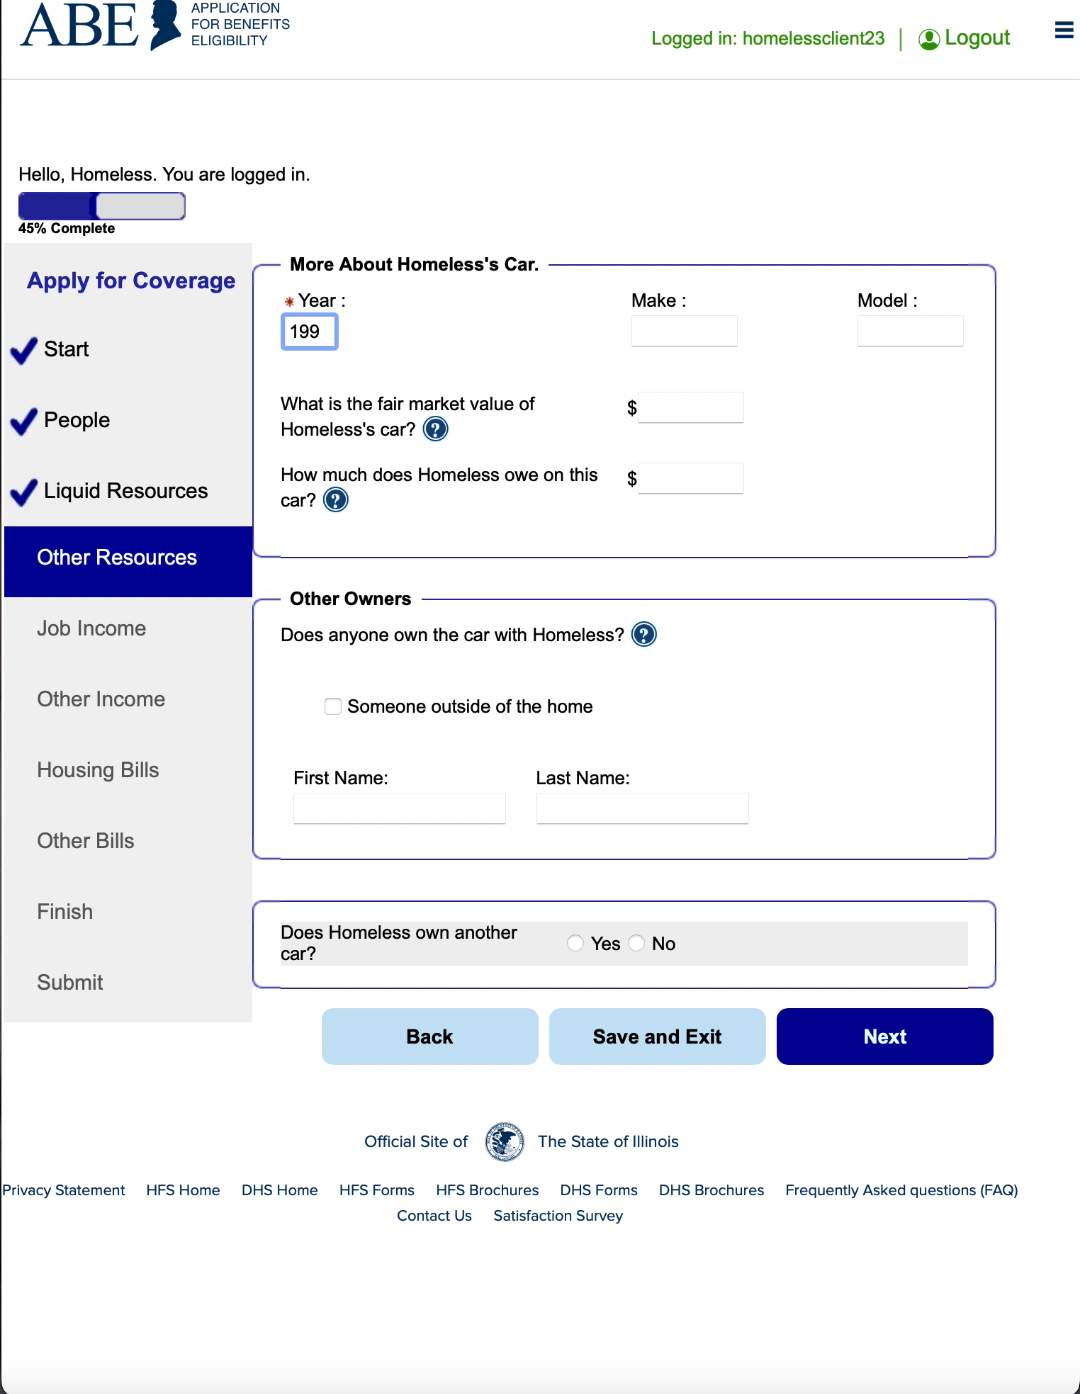 ABE
APPLICATION
FOR BENEFITS
ELIGIBILITY
Logged in: homelessclient23 | Logout
Hello, Homeless. You are logged in.
45% Complete
Apply for Coverage
Start
People
Liquid Resources
Other Resources
Job Income
Other Income
Housing Bills
Other Bills
Finish
Submit
More About Homeless's Car.
* Year :
Make :
Model :
199
What is the fair market value of
Homeless's car? ?
$
How much does Homeless owe on this
car? ?
$
Other Owners
Does anyone own the car with Homeless? ?
Someone outside of the home
First Name:
Last Name:
Does Homeless own another
car?
Yes
No
Back
Save and Exit
Next
Official Site of
The State of Illinois
Privacy Statement HFS Home DHS Home HFS Forms HFS Brochures DHS Forms DHS Brochures Frequently Asked questions (FAQ)
Contact Us Satisfaction Survey